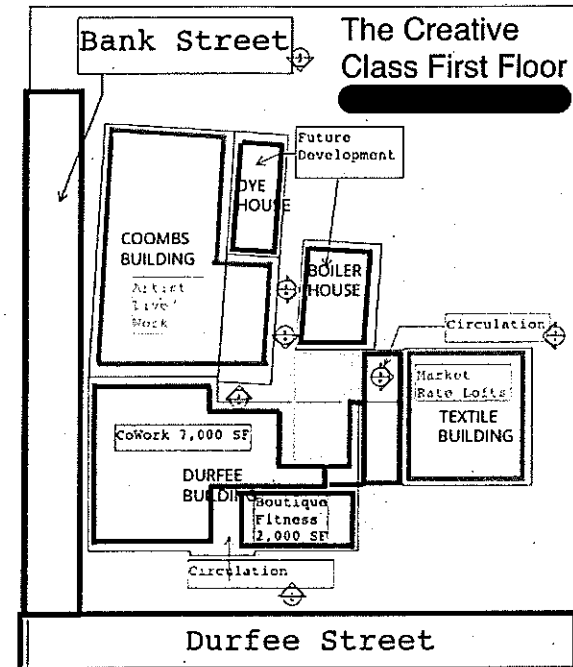 Bank Street
The Creative
Class First Floor
Future
Development
DYE
HOUSE
COOMBS
BUILDING
Artist
Live/
Work
BOILER
HOUSE
Circulation
Market
Rate Lofts
TEXTILE
BUILDING
CoWork 7,000 SF
DURFEE
BUILDING
Boutique
Fitness
2,000 SF
Circulation
Durfee Street